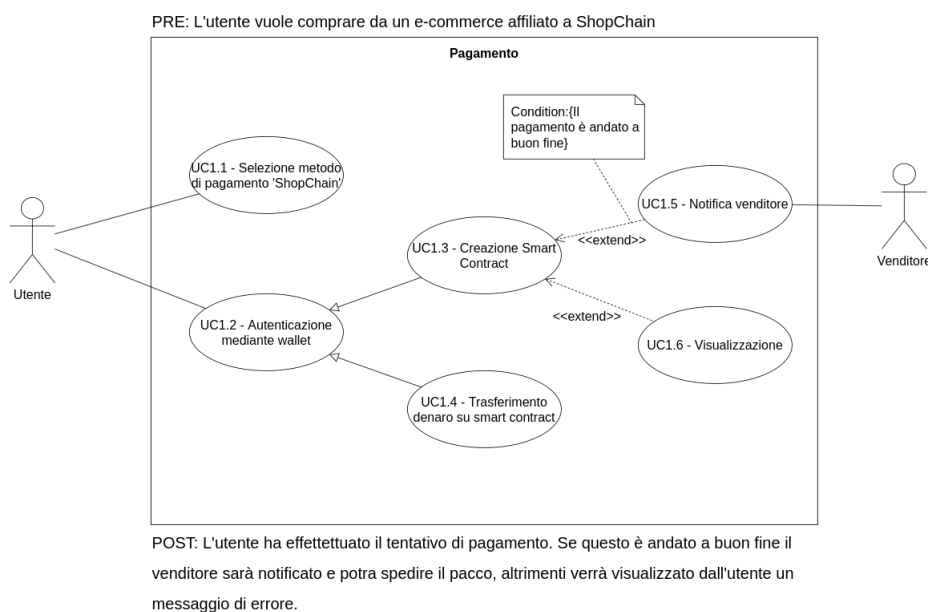 PRE: L'utente vuole comprare da un e-commerce affiliato a ShopChain
Pagamento
Condition:{Il
pagamento è andato a
buon fine}
UC1.1 - Selezione metodo
di pagamento 'ShopChain'
UC1.5 - Notifica venditore
<<extend>>
UC1.3 - Creazione Smart
Contract
Utente
Venditore
<<extend>>
UC1.2 - Autenticazione
mediante wallet
UC1.6 - Visualizzazione
UC1.4 - Trasferimento
denaro su smart contract
POST: L'utente ha effettettuato il tentativo di pagamento. Se questo è andato a buon fine il
venditore sarà notificato e potra spedire il pacco, altrimenti verrà visualizzato dall'utente un
messaggio di errore.